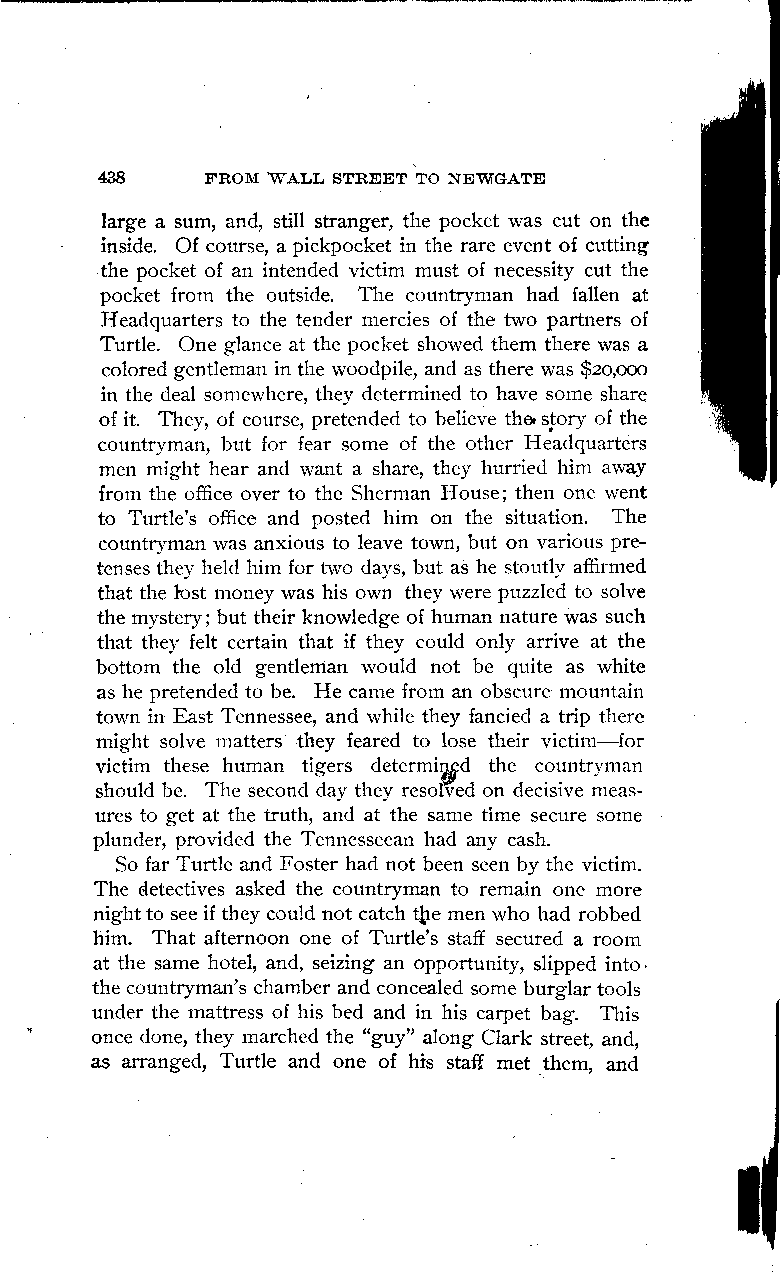 438 FROM WALL STREET TO NEWGATE
large a sum, and, still stranger, the pocket was cut on the
inside. Of course, a pickpocket in the rare event of cutting
the pocket of an intended victim must of necessity cut the
pocket from the outside. The countryman had fallen at
Headquarters to the tender mercies of the two partners of
Turtle. One glance at the pocket showed them there was a
colored gentleman in the woodpile, and as there was $20,000
in the deal somewhere, they determined to have some share
of it. They, of course, pretended to believe the story of the
countryman, but for fear some of the other Headquarters
men might hear and want a share, they hurried him away
from the office over to the Sherman House; then one went
to Turtle's office and posted him on the situation. The
countryman was anxious to leave town, but on various pre-
tenses they held him for two days, but as he stoutly affirmed
that the lost money was his own they were puzzled to solve
the mystery; but their knowledge of human nature was such
that they felt certain that if they could only arrive at the
bottom the old gentleman would not be quite as white
as he pretended to be. He came from an obscure mountain
town in East Tennessee, and while they fancied a trip there
might solve matters they feared to lose their victim—for
victim these human tigers determined the countryman
should be. The second day they resolved on decisive meas-
ures to get at the truth, and at the same time secure some
plunder, provided the Tennesseean had any cash.
So far Turtle and Foster had not been seen by the victim.
The detectives asked the countryman to remain one more
night to see if they could not catch the men who had robbed
him. That afternoon one of Turtle's staff secured a room
at the same hotel, and, seizing an opportunity, slipped into
the countryman's chamber and concealed some burglar tools
under the mattress of his bed and in his carpet bag. This
once done, they marched the "guy" along Clark street, and,
as arranged, Turtle and one of his staff met them, and